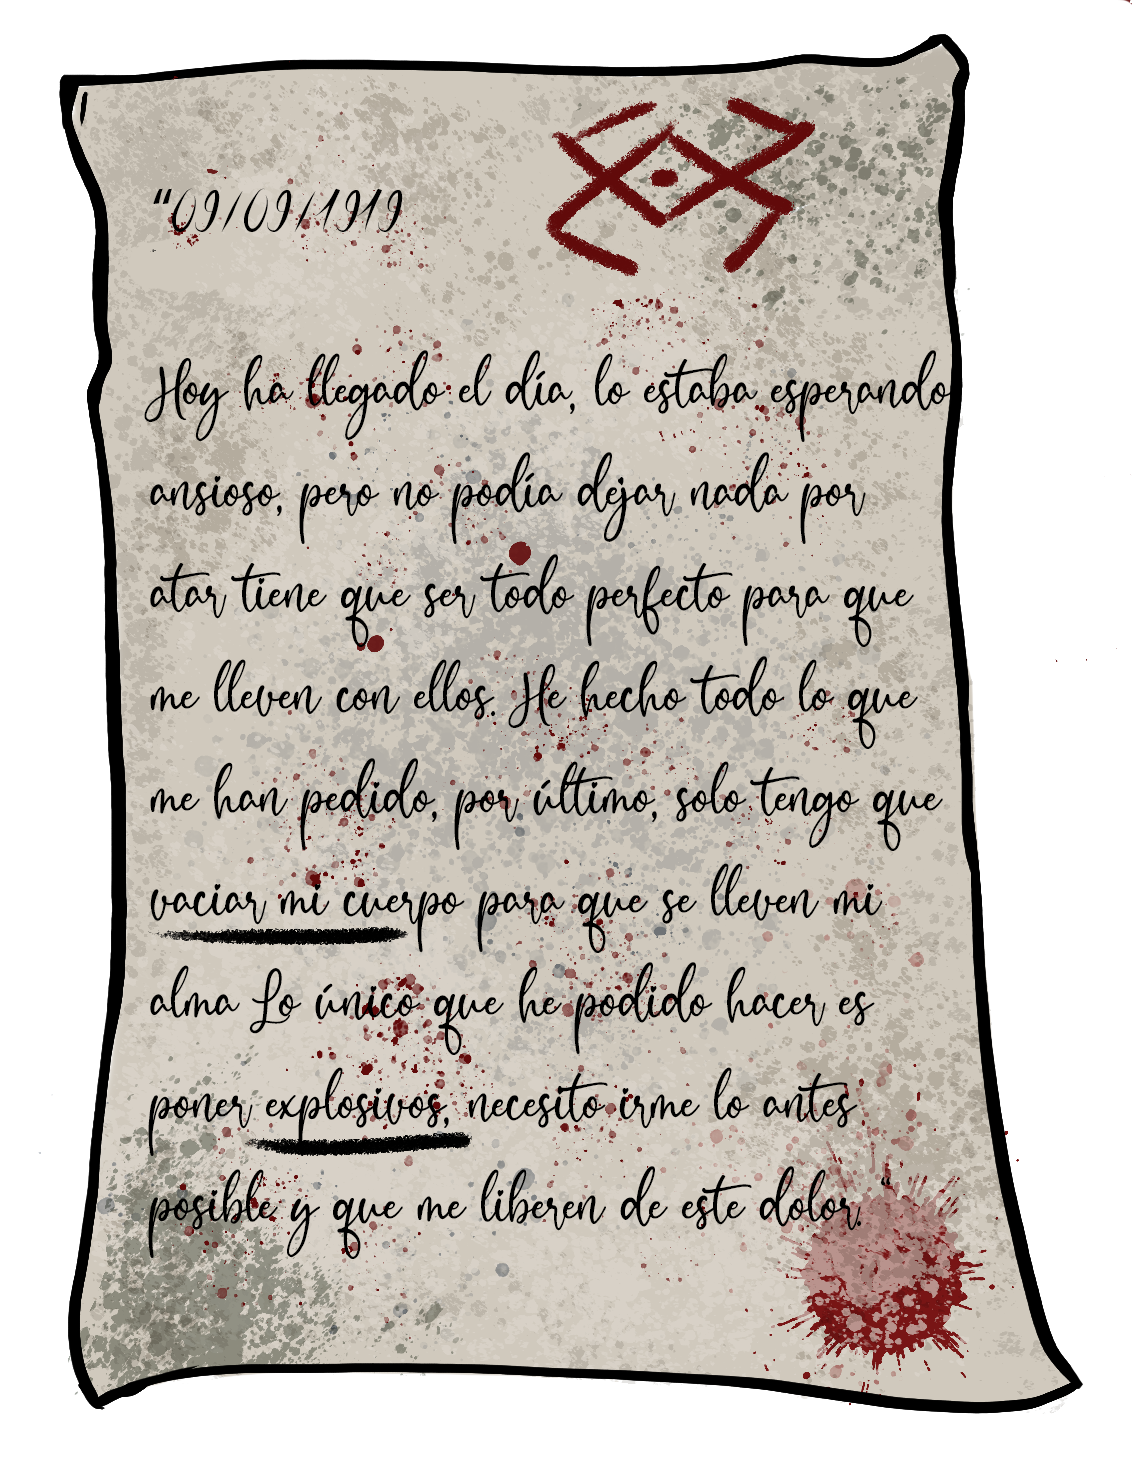 “09/09/1919
Hoy ha llegado el día, lo estaba esperando
ansioso, pero no podía dejar nada por
atar tiene que ser todo perfecto para que
me lleven con ellos. He hecho todo lo que
me han pedido, por último, solo tengo que
vaciar mi cuerpo para que se lleven mi
alma Lo único que he podido hacer es
poner explosivos, necesito irme lo antes
posible y que me liberen de este dolor. “